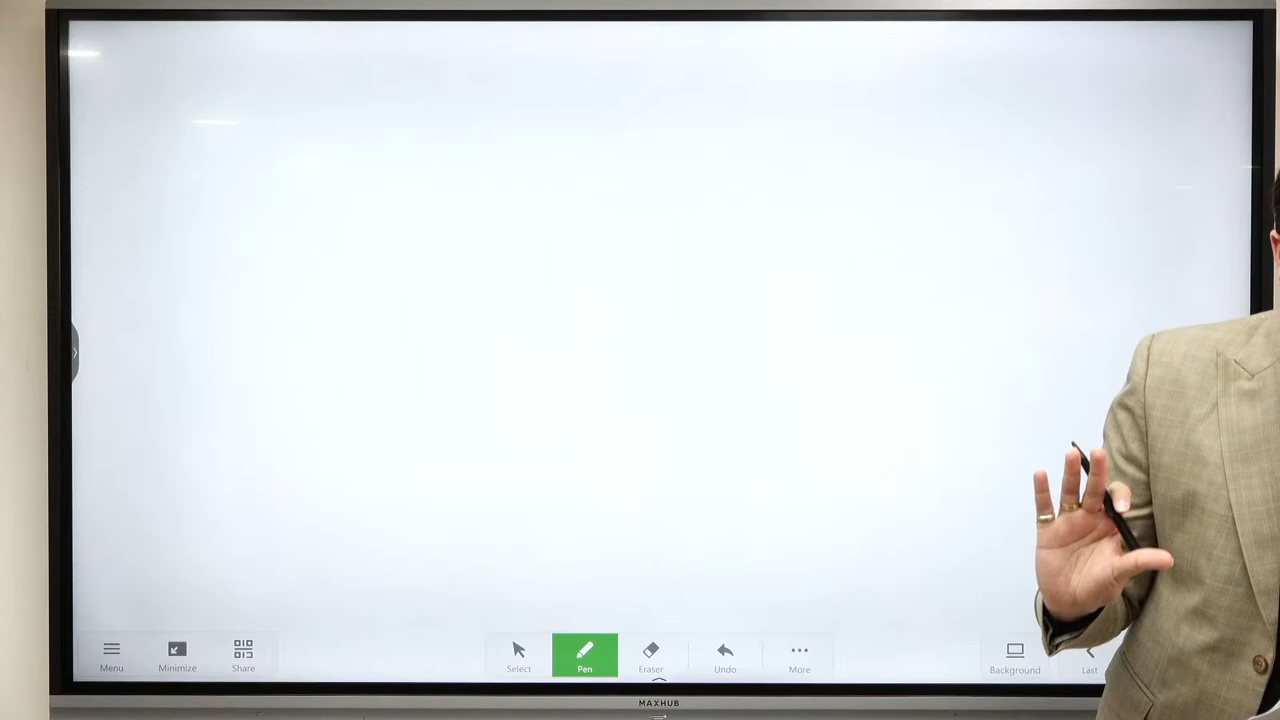 Menu
Minimize
Share
Select
Pen
Eraser
Undo
More
Background
Last
MAXHUB